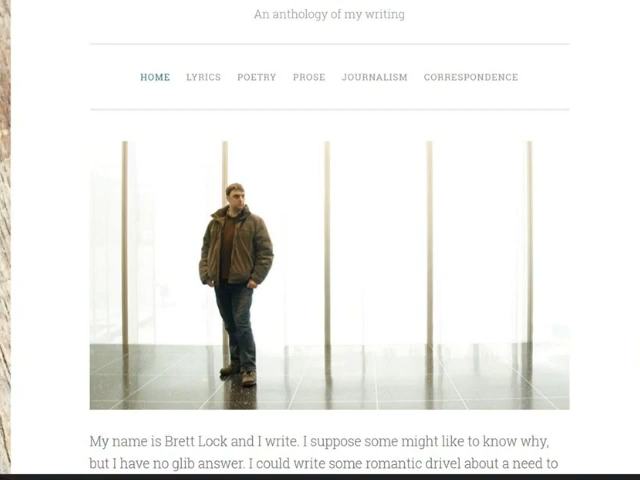 An anthology of my writing
HOME LYRICS POETRY PROSE JOURNALISM CORRESPONDENCE
My name is Brett Lock and I write. I suppose some might like to know why,
but I have no glib answer. I could write some romantic drivel about a need to